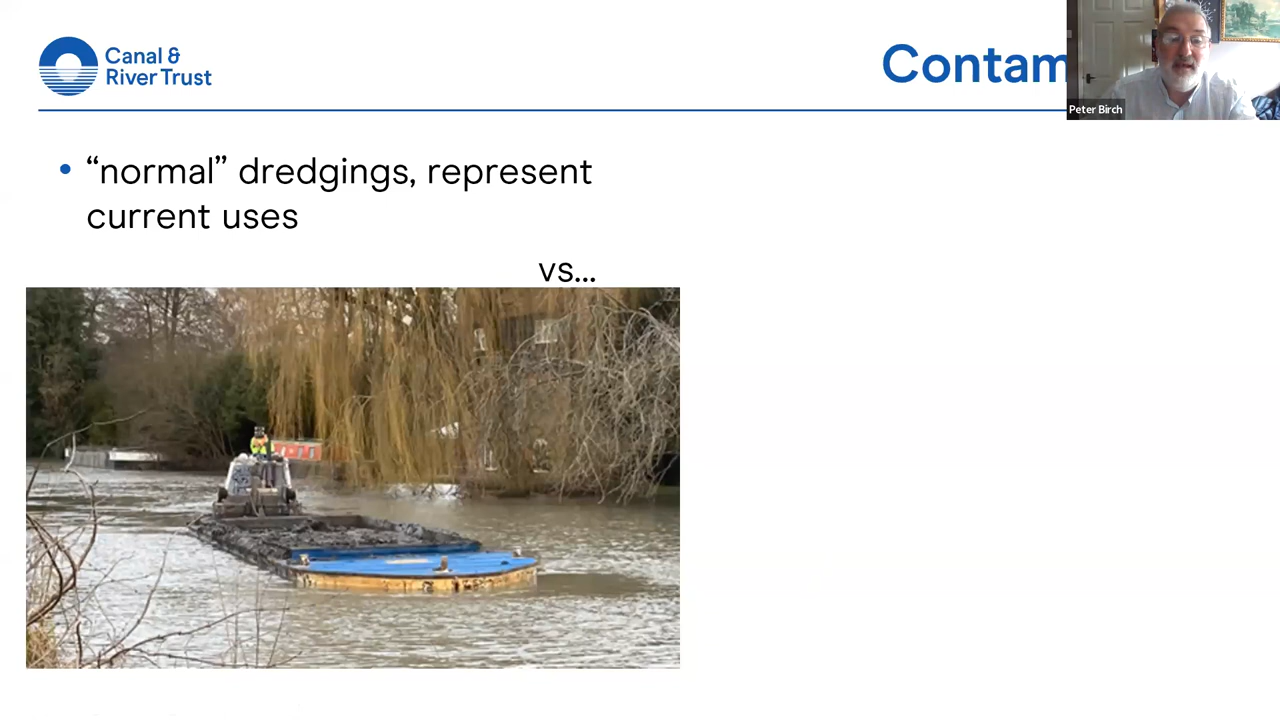 Canal &
River Trust
Contam
Peter Birch
• “normal” dredgings, represent
current uses
vs...